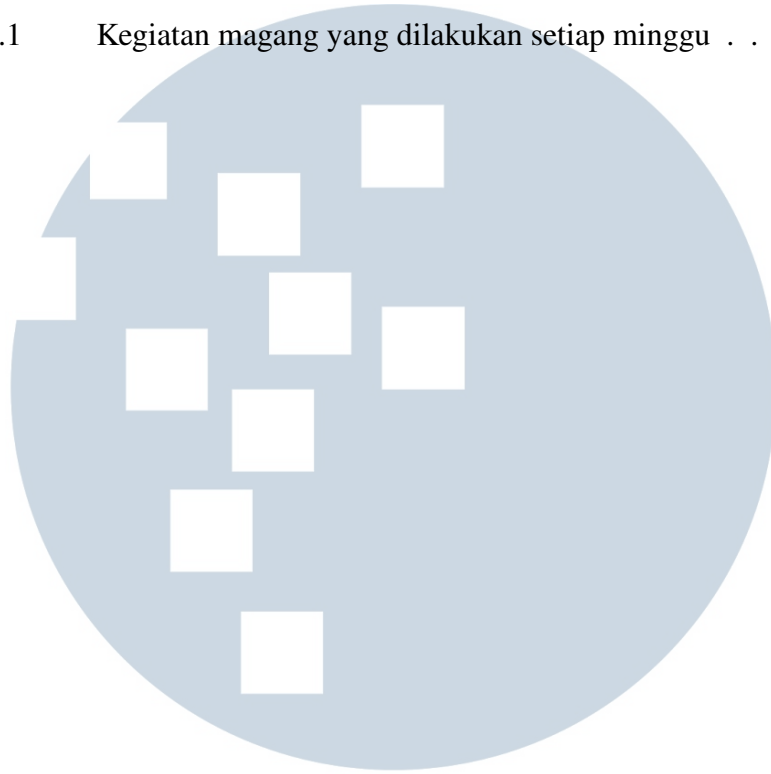 .1 Kegiatan magang yang dilakukan setiap minggu . .